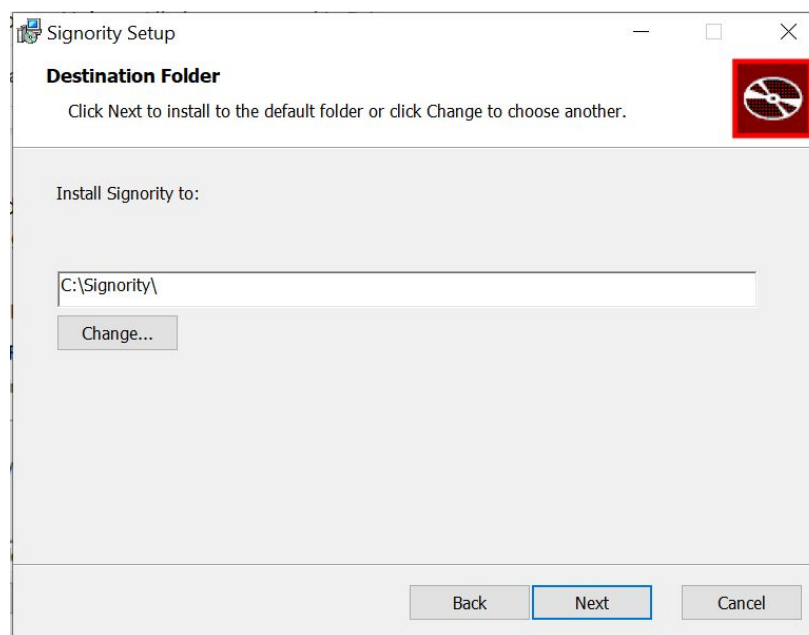 Signority Setup
Destination Folder
Click Next to install to the default folder or click Change to choose another.
Install Signority to:
C:\Signority\
Change...
Back
Next
Cancel